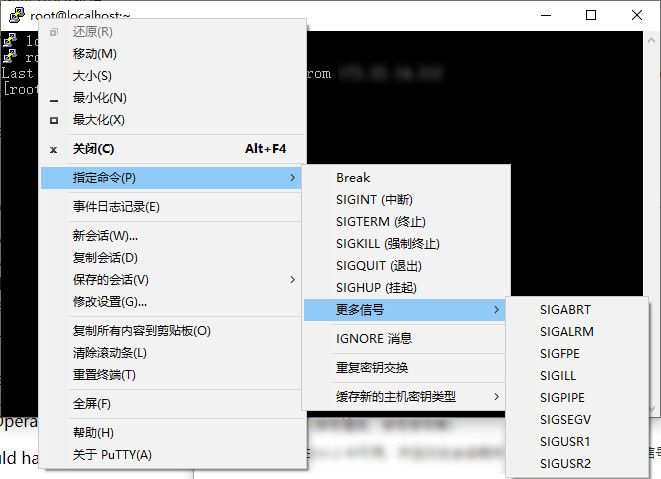 root@localhost:~
lo
ro
Last
rom
[root
还原(R)
移动(M)
大小(S)
最小化(N)
最大化(X)
关闭(C) Alt+F4
指定命令(P)
事件日志记录(E)
新会话(W)...
复制会话(D)
保存的会话(V)
修改设置(G)...
复制所有内容到剪贴板(O)
清除滚动条(L)
重置终端(T)
全屏(F)
帮助(H)
关于 PuTTY(A)
Break
SIGINT (中断)
SIGTERM (终止)
SIGKILL (强制终止)
SIGQUIT (退出)
SIGHUP (挂起)
更多信号
IGNORE 消息
重复密钥交换
缓存新的主机密钥类型
SIGABRT
SIGALRM
SIGFPE
SIGILL
SIGPIPE
SIGSEGV
SIGUSR1
SIGUSR2
Opera
uld ha
信号